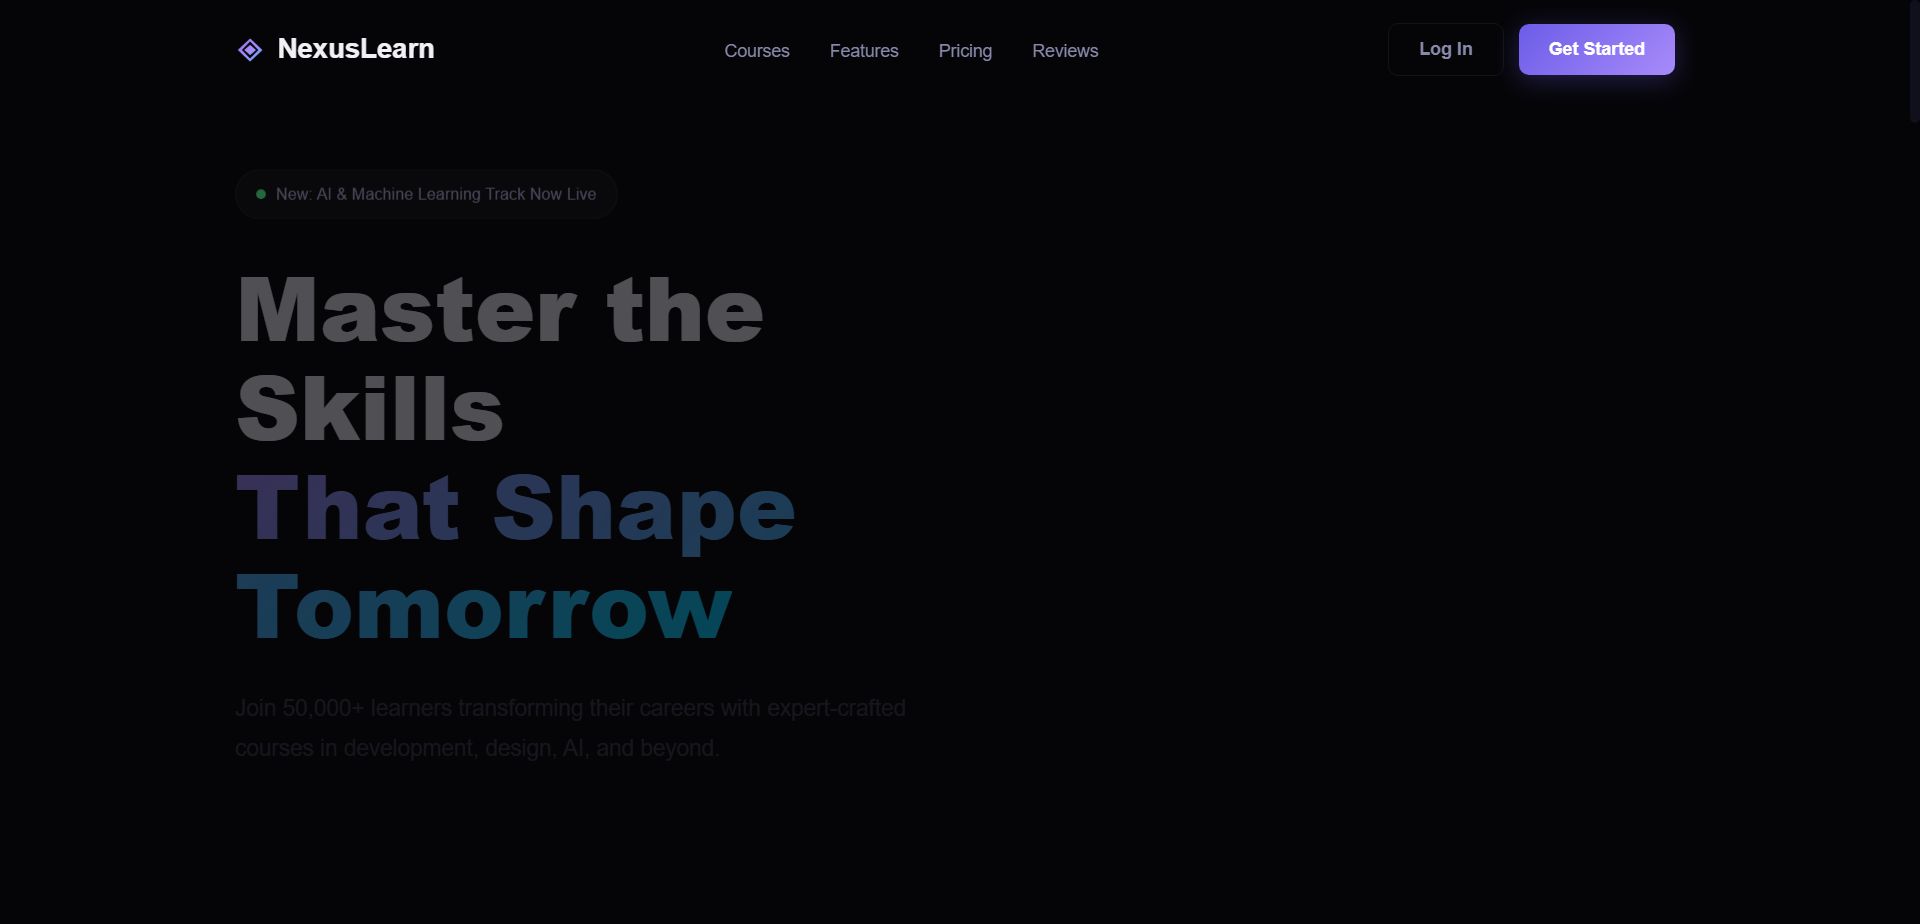 NexusLearn
Courses
Features
Pricing
Reviews
Log In
Get Started
New: AI & Machine Learning Track Now Live
Master the
Skills
That Shape
Tomorrow
Join 50,000+ learners transforming their careers with expert-crafted
courses in development, design, AI, and beyond.